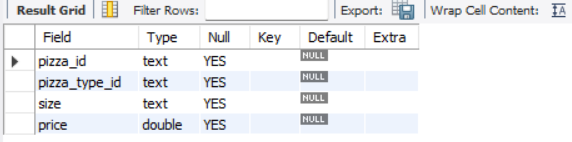 Result Grid Filter Rows: Export: Wrap Cell Content: IA
Field Type Null Key Default Extra
pizza_id text YES NULL
pizza_type_id text YES NULL
size text YES NULL
price double YES NULL